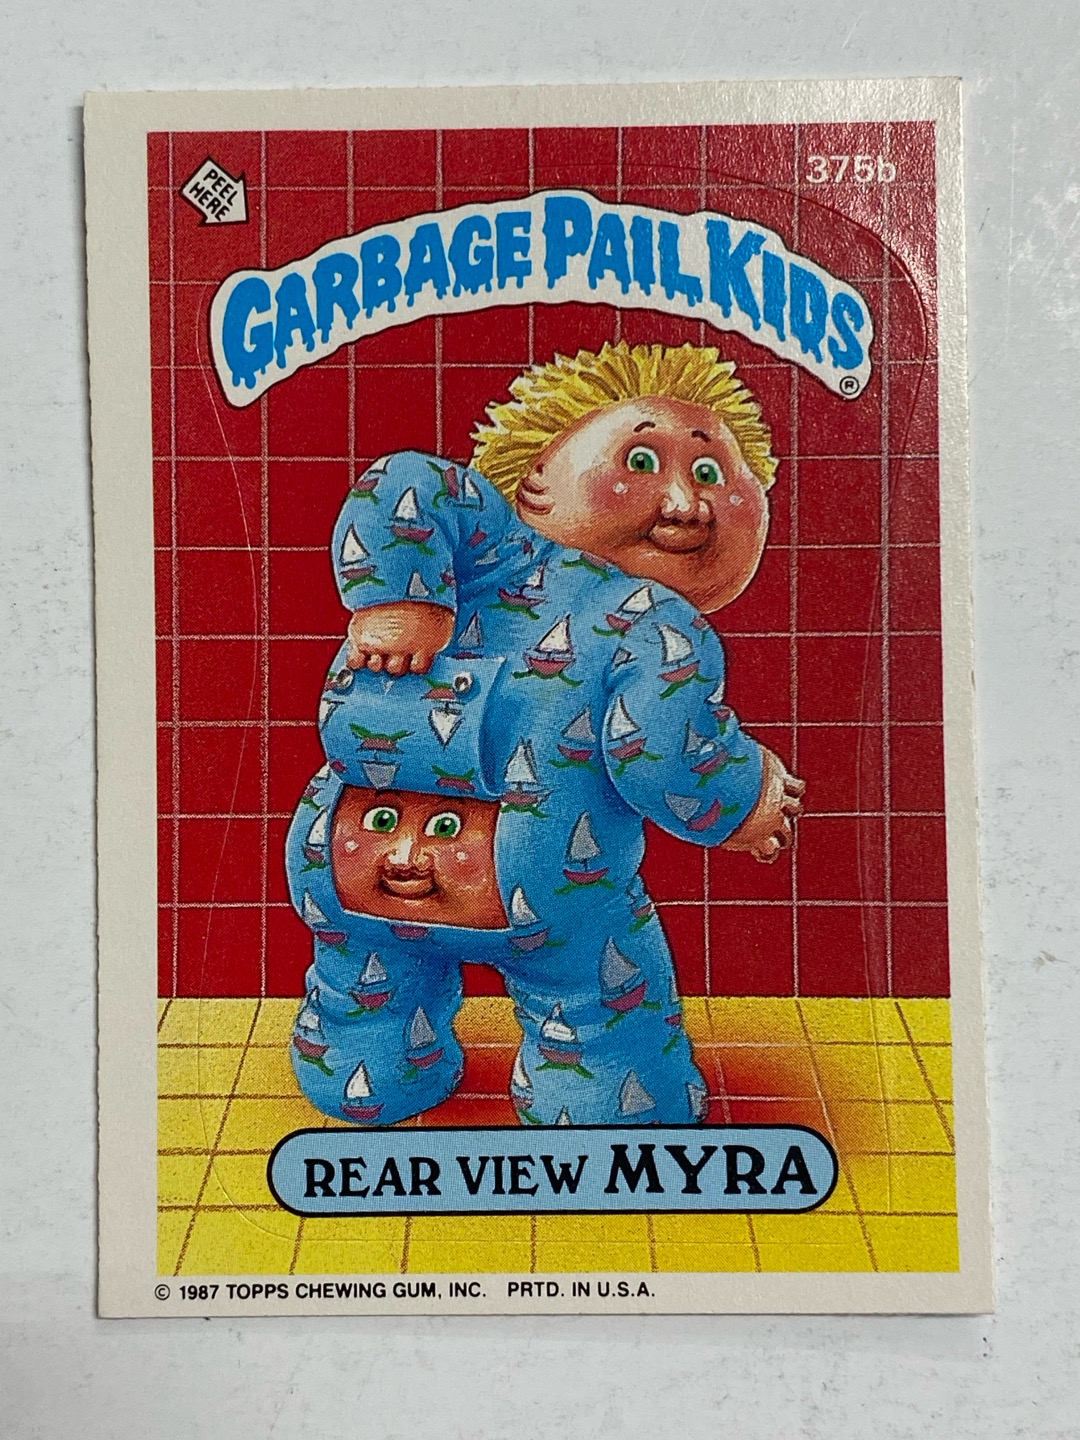 PEEL
HERE
375b
GARBAGE PAIL KIDS
®
REAR VIEW MYRA
© 1987 TOPPS CHEWING GUM, INC. PRTD. IN U.S.A.